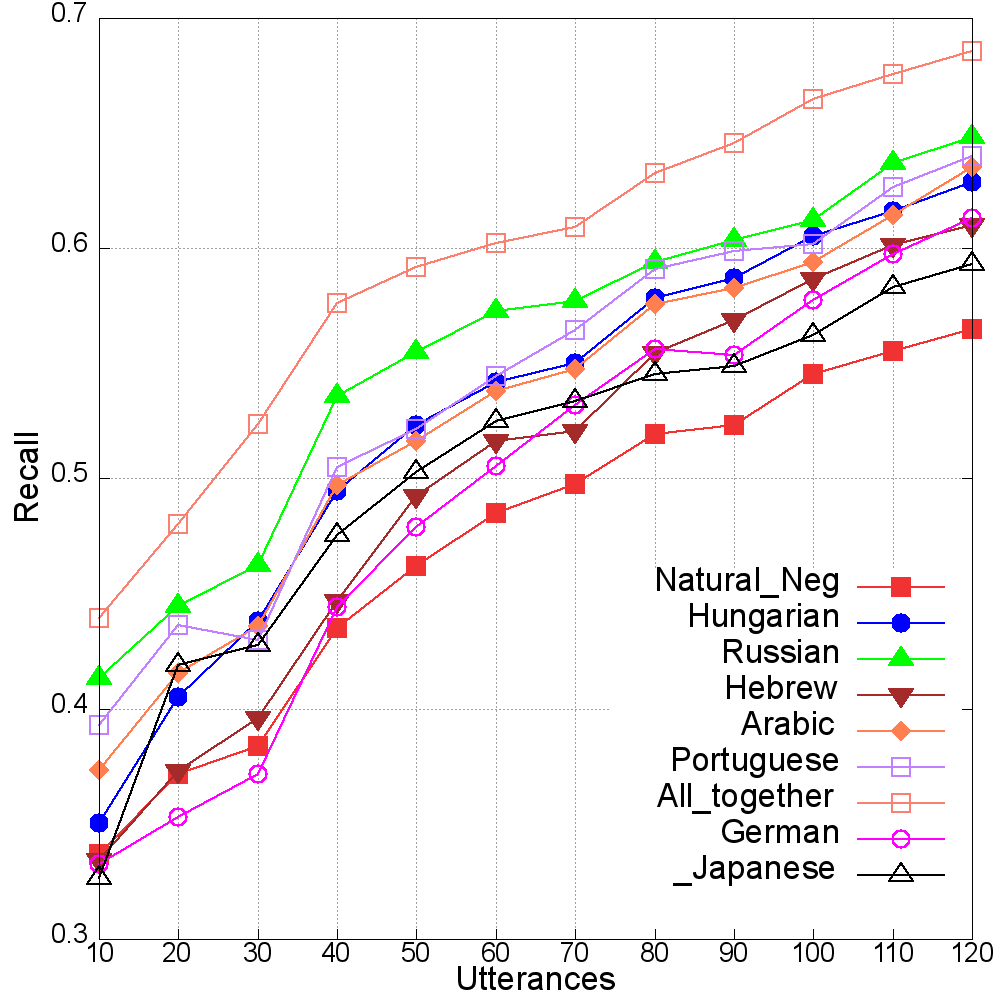 0.7
0.6
0.5
0.4
0.3
Recall
Natural_Neg
Hungarian
Russian
Hebrew
Arabic
Portuguese
All_together
German
_Japanese
10 20 30 40 50 60 70 80 90 100 110 120
Utterances